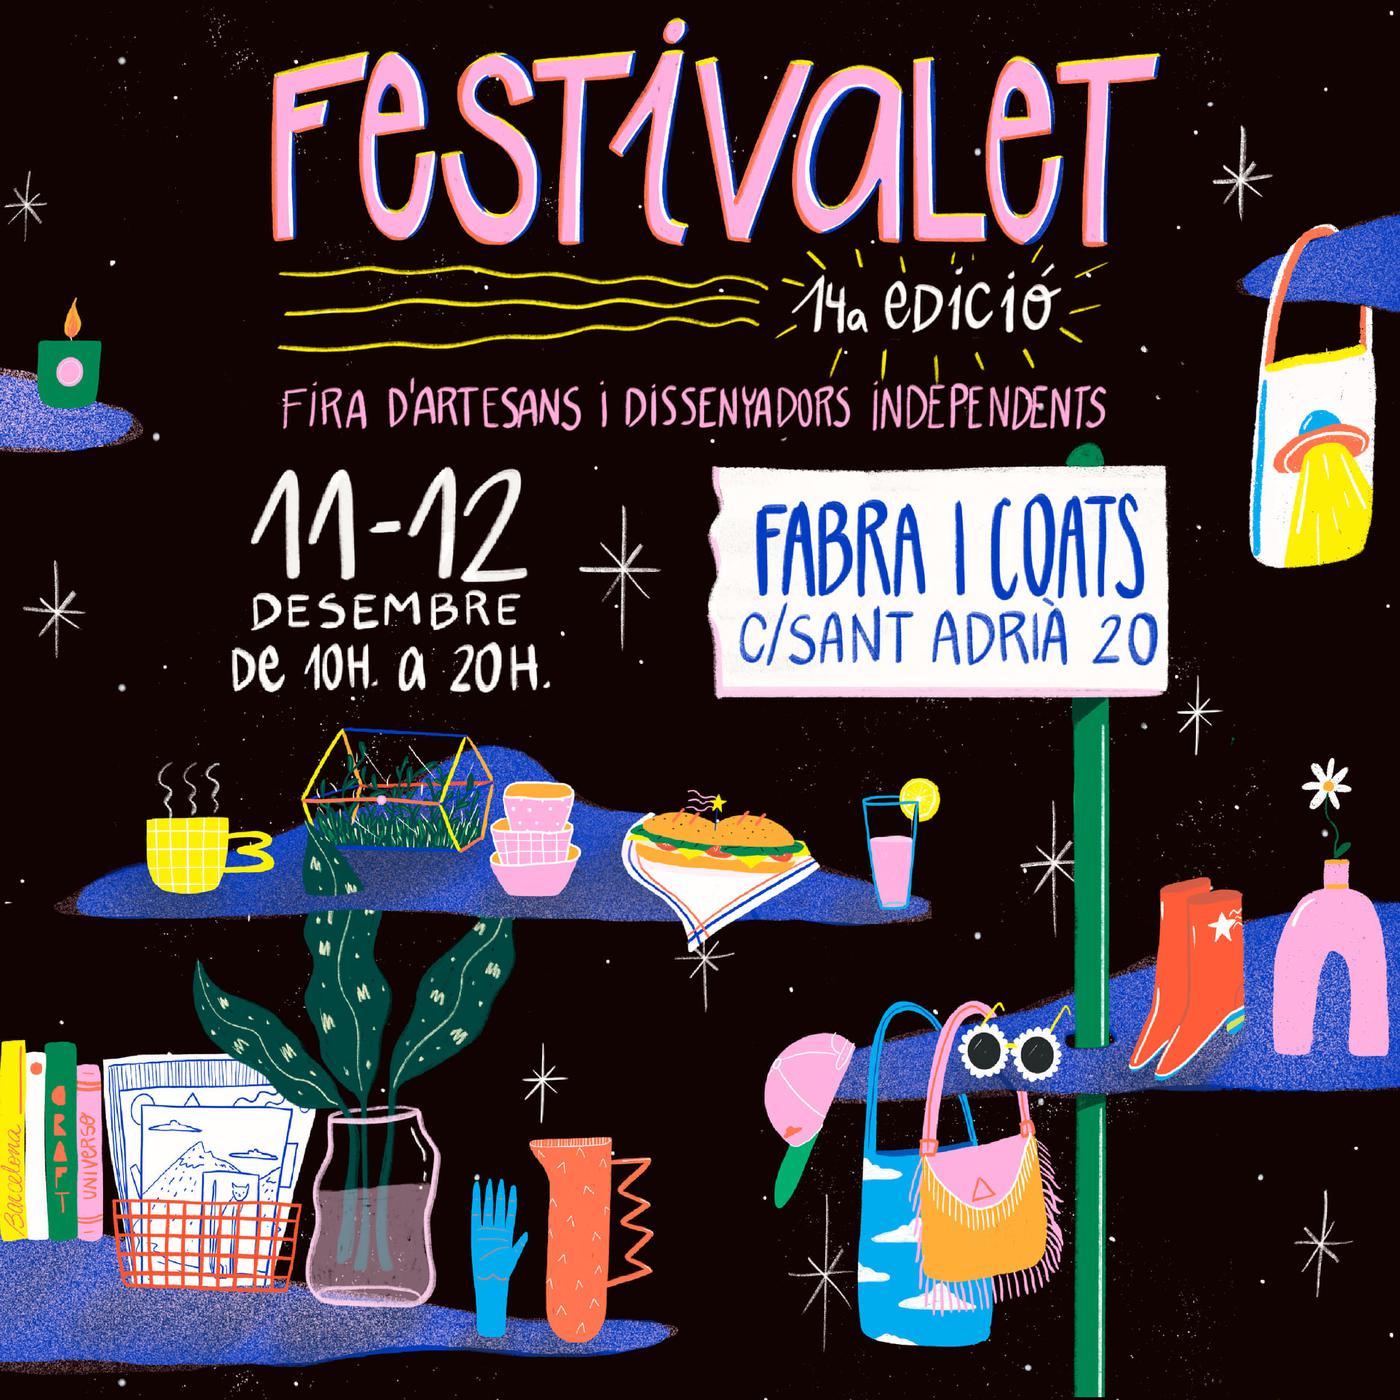 FESTiVALET
14a EDICIÓ
FIRA D'ARTESANS i DISSENYADORS INDEPENDENTS
11-12
DESEMBRE
De 10H. a 20H.
FABRA I COATS
C/SANT ADRIÀ 20
Barcelona
CRAFT
UNIVERSO